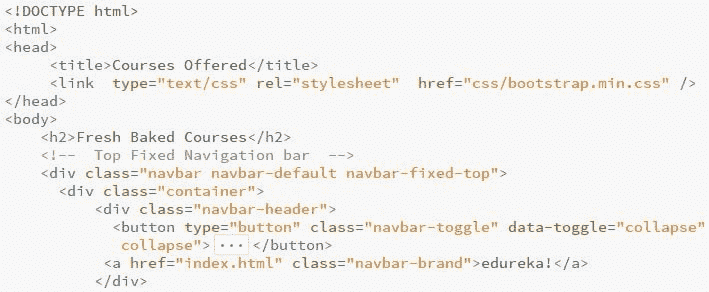 <!DOCTYPE html>
<html>
<head>
<title>Courses Offered</title>
<link  type="text/css" rel="stylesheet"  href="css/bootstrap.min.css" />
</head>
<body>
<h2>Fresh Baked Courses</h2>
<!--  Top Fixed Navigation bar  -->
<div class="navbar navbar-default navbar-fixed-top">
<div class="container">
<div class="navbar-header">
<button type="button" class="navbar-toggle" data-toggle="collapse"
collapse"> ··· </button>
<a href="index.html" class="navbar-brand">edureka!</a>
</div>